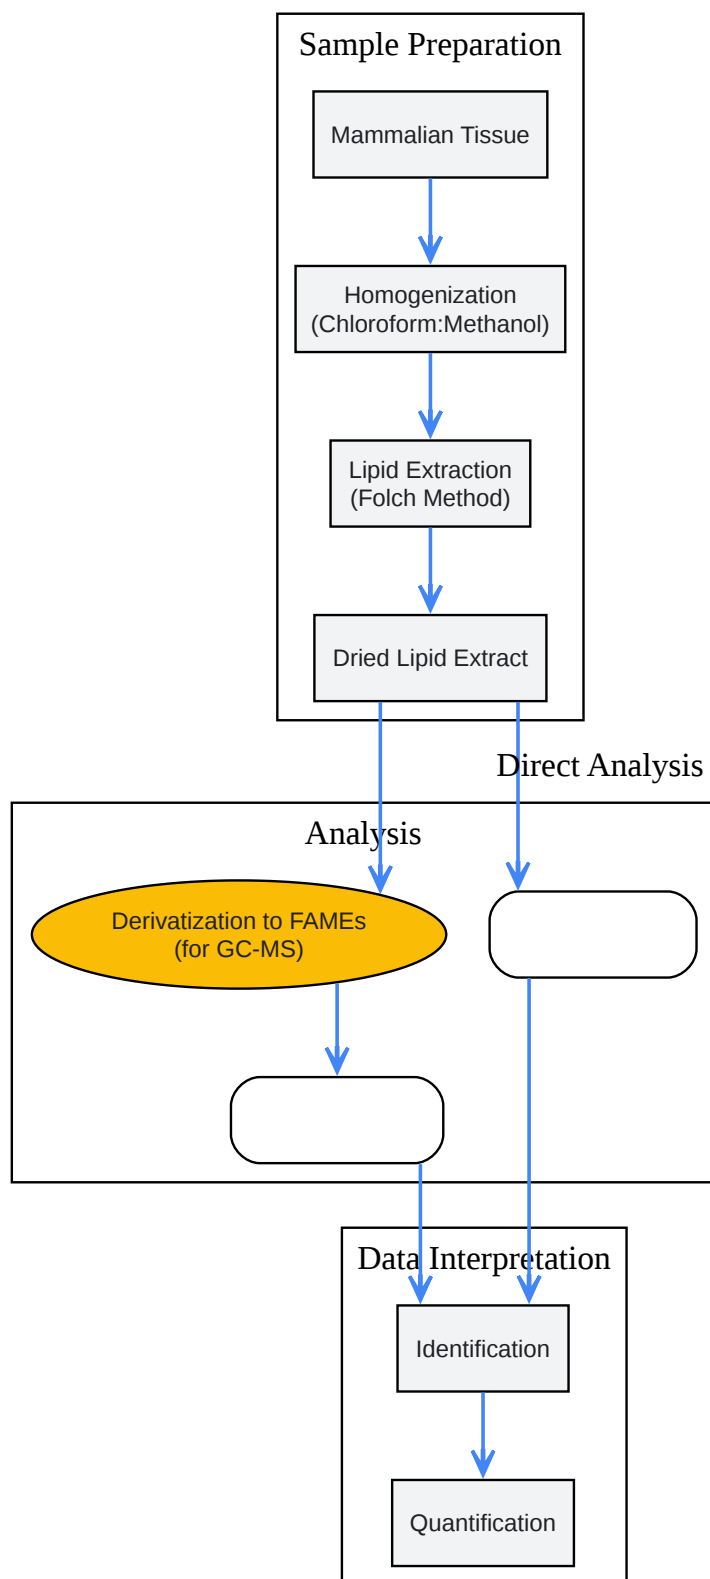 Sample Preparation
Mammalian Tissue
Homogenization
(Chloroform:Methanol)
Lipid Extraction
(Folch Method)
Dried Lipid Extract
Direct Analysis
Analysis
Derivatization to FAMEs
(for GC-MS)
Data Interpretation
Identification
Quantification